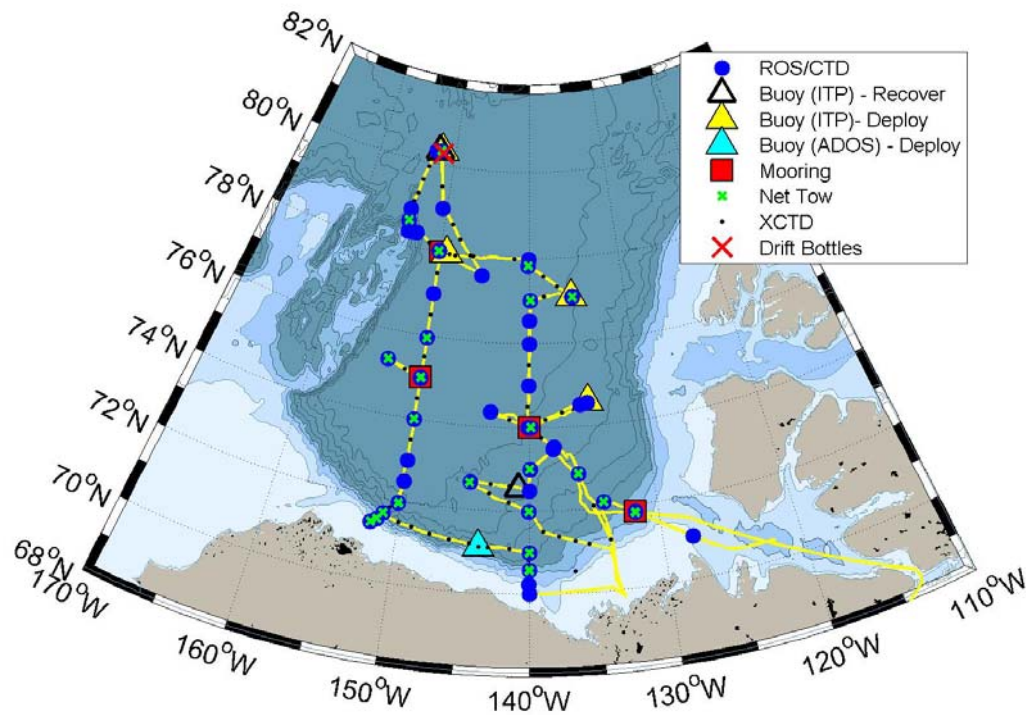 82°N
80°N
78°N
76°N
74°N
72°N
70°N
68°N
170°W
160°W
150°W
140°W
130°W
120°W
110°W
ROS/CTD
Buoy (ITP) - Recover
Buoy (ITP)- Deploy
Buoy (ADOS) - Deploy
Mooring
Net Tow
XCTD
Drift Bottles